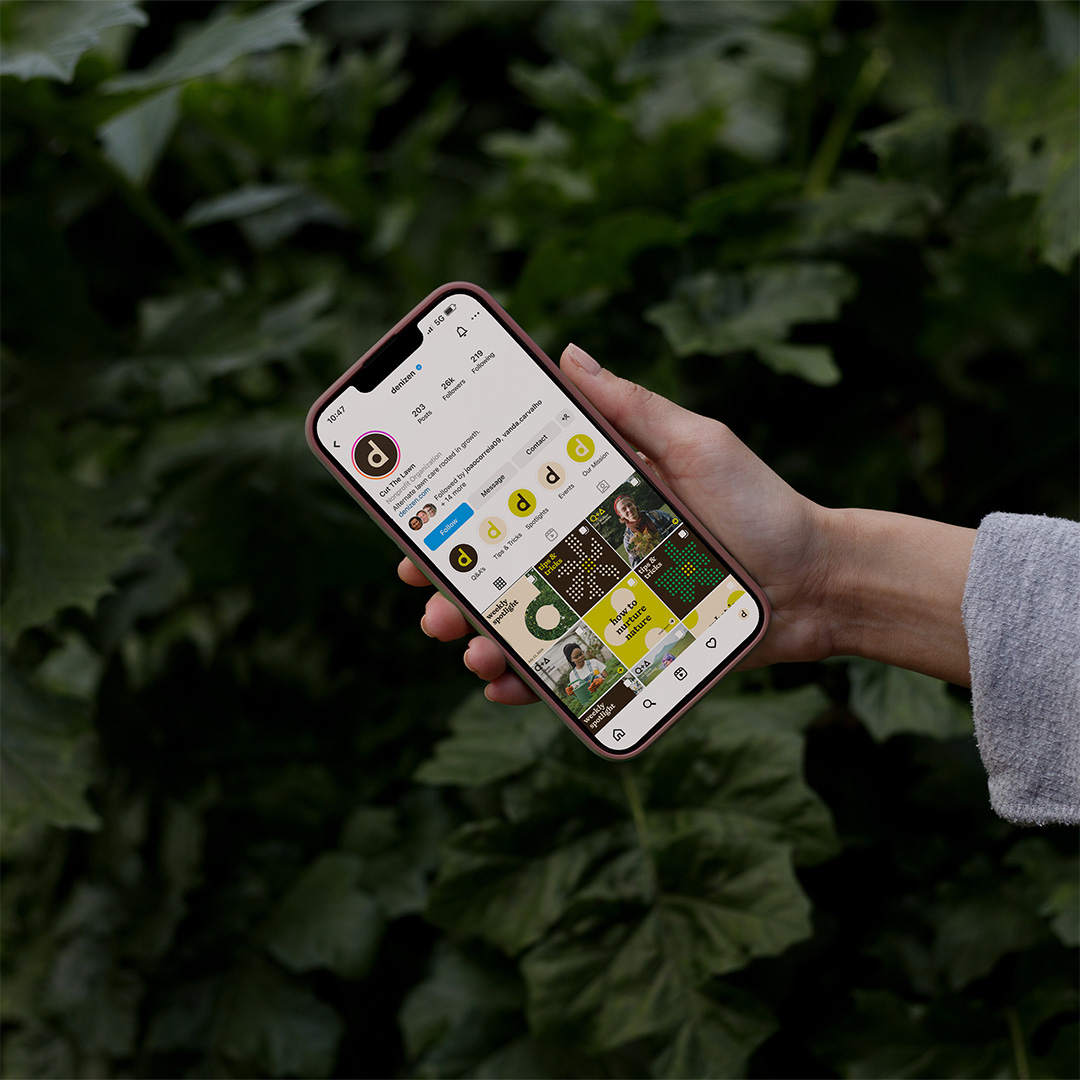 10:47
5G
denizen
203
Posts
26k
Followers
219
Following
d
Cut The Lawn
Nonprofit Organization
Alternate lawn care rooted in growth.
denizen.com
Followed by joaocorreia09, vanda.carvalho
+ 14 more
Follow
Message
Contact
d
d
d
d
d
Q&A's
Tips & Tricks
Spotlights
Events
Our Mission
weekly
spotlight
tips &
tricks
Q+A
Q+A
how to
nurture
nature
tips &
tricks
weekly
spotlight
Q+A
d